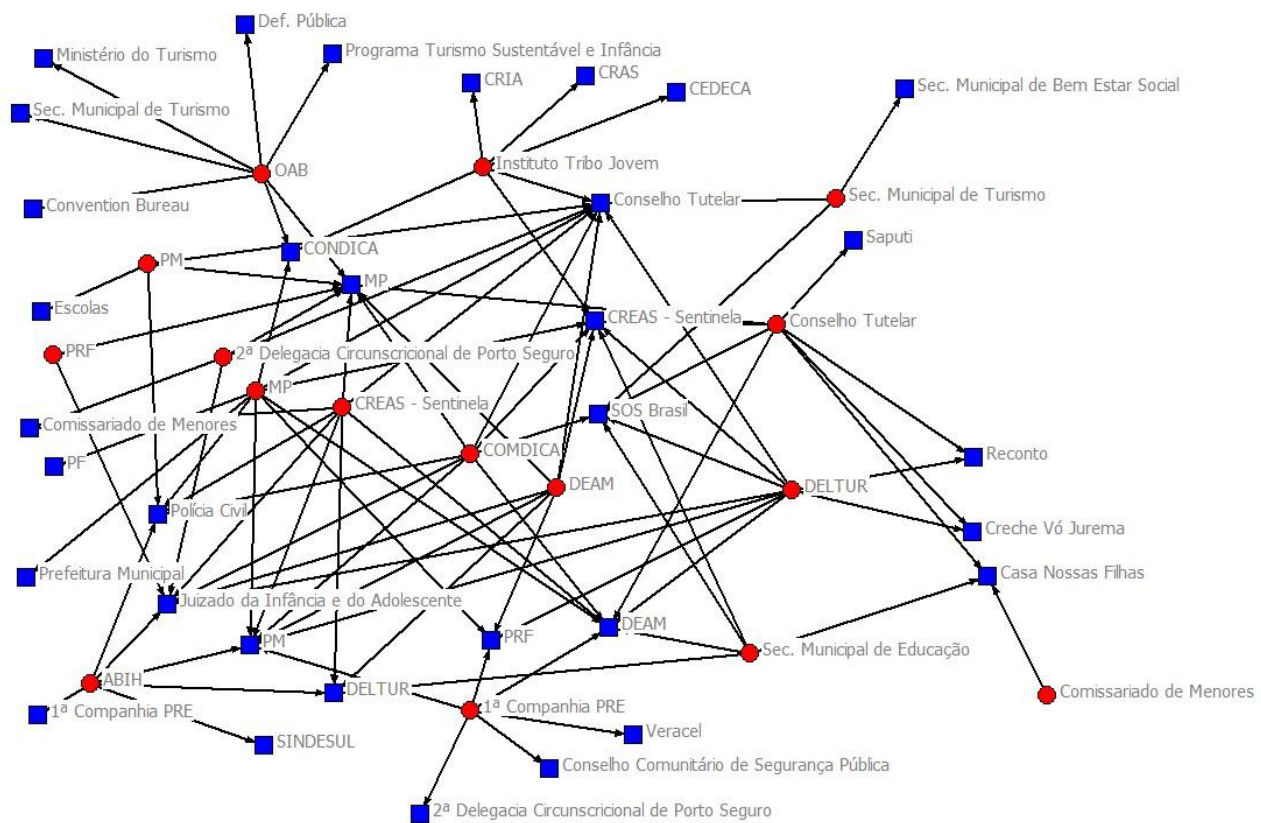 Def. Pública
Ministério do Turismo
Programa Turismo Sustentável e Infância
CRIA
CRAS
CEDECA
Sec. Municipal de Bem Estar Social
Sec. Municipal de Turismo
OAB
Instituto Tribo Jovem
Sec. Municipal de Turismo
Convention Bureau
Conselho Tutelar
Saputi
CONDICA
PM
MP
Escolas
CREAS - Sentinela
Conselho Tutelar
PRF
2ª Delegacia Circunscricional de Porto Seguro
MP
CREAS - Sentinela
Comissariado de Menores
SOS Brasil
PF
COMDICA
Reconto
DEAM
DELTUR
Polícia Civil
Creche Vó Jurema
Prefeitura Municipal
Casa Nossas Filhas
Juizado da Infância e do Adolescente
PM
PRF
DEAM
Sec. Municipal de Educação
ABIH
DELTUR
Comissariado de Menores
1ª Companhia PRE
1ª Companhia PRE
Veracel
SINDESUL
Conselho Comunitário de Segurança Pública
2ª Delegacia Circunscricional de Porto Seguro